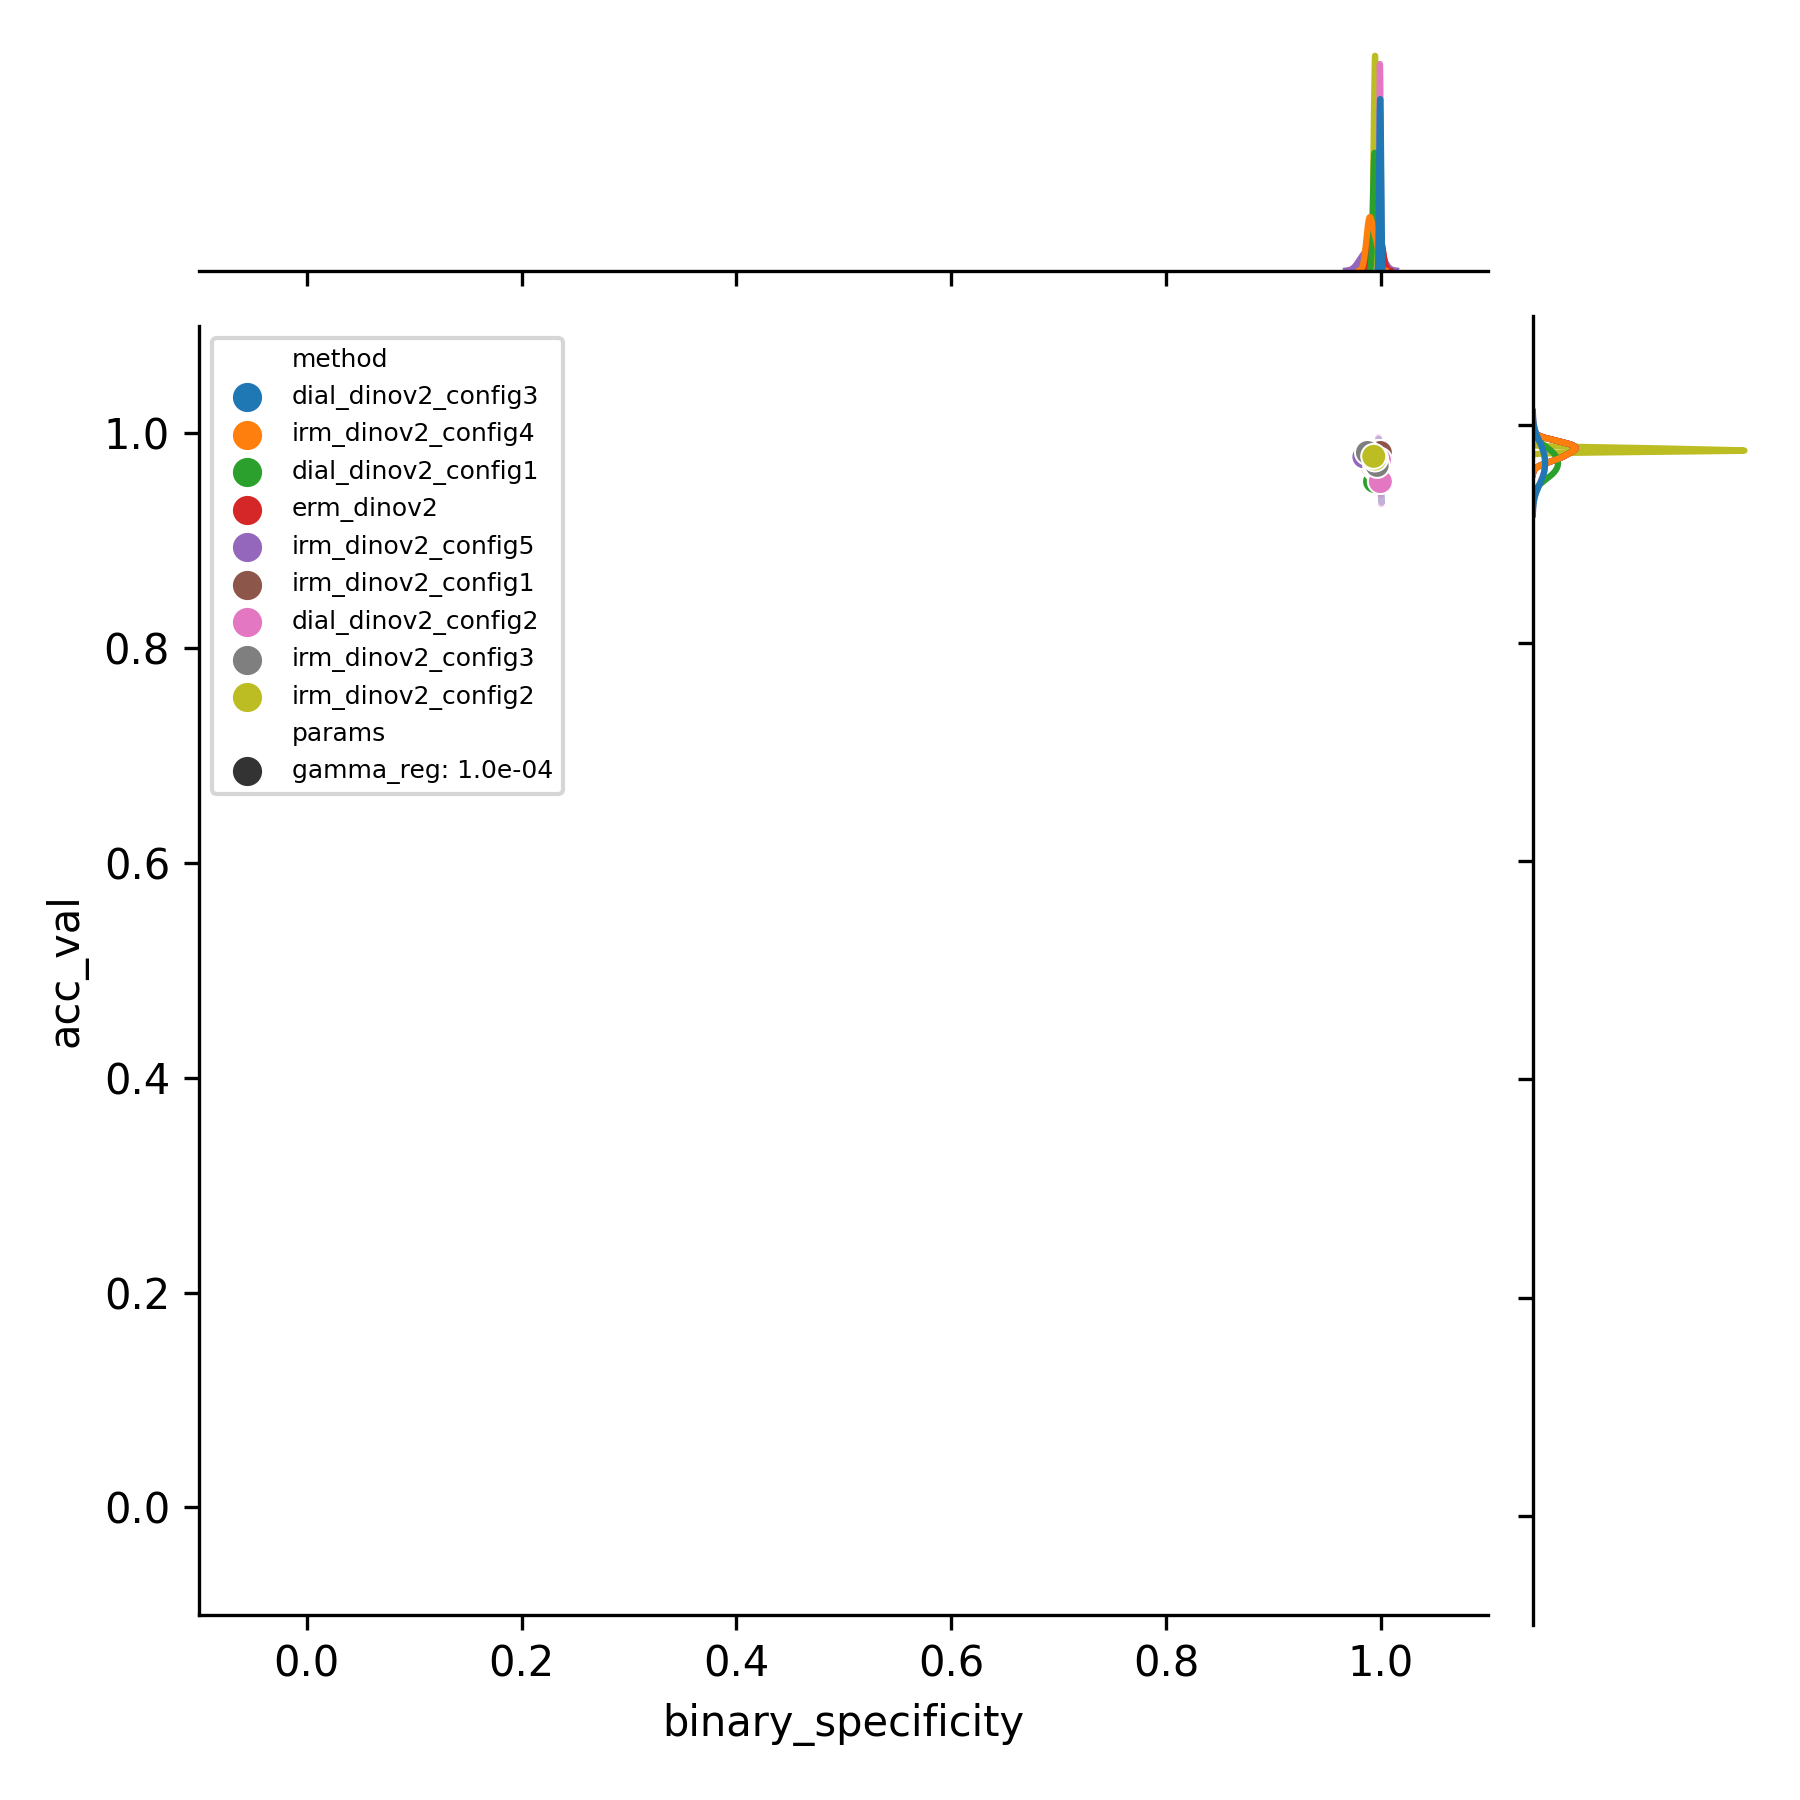 method
dial_dinov2_config3
irm_dinov2_config4
dial_dinov2_config1
erm_dinov2
irm_dinov2_config5
irm_dinov2_config1
dial_dinov2_config2
irm_dinov2_config3
irm_dinov2_config2
params
gamma_reg: 1.0e-04
1.0
0.8
0.6
0.4
0.2
0.0
acc_val
0.0 0.2 0.4 0.6 0.8 1.0
binary_specificity